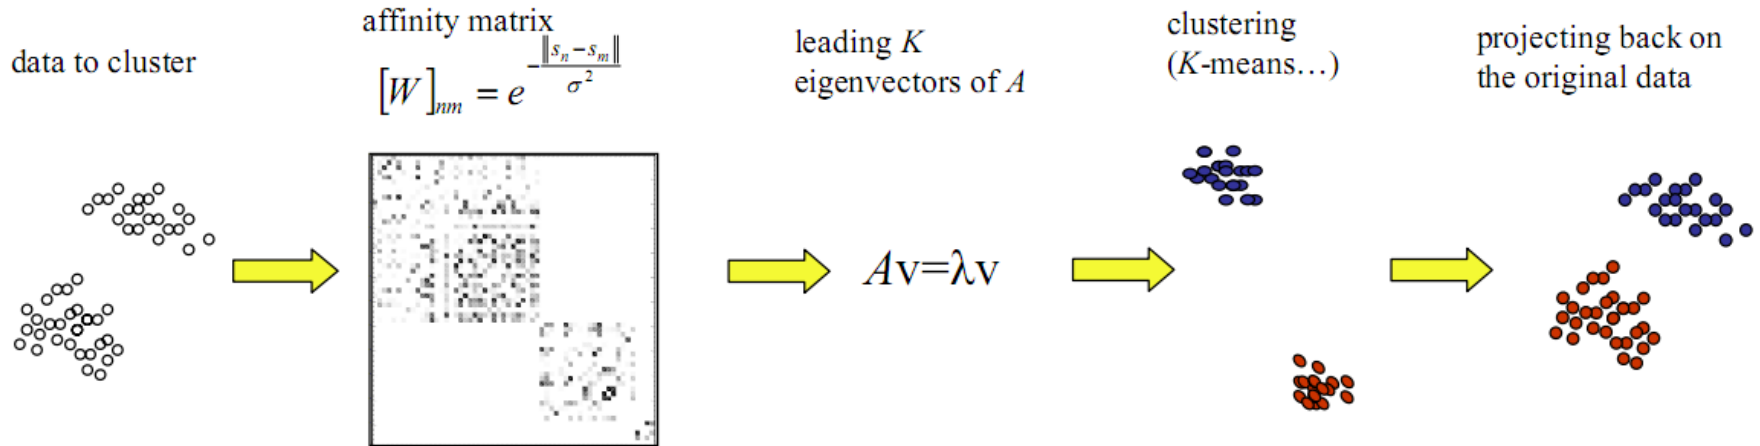 data to cluster
affinity matrix
[W]nm = e^(-‖sn−sm‖/σ²)
leading K
eigenvectors of A
Av=λv
clustering
(K-means…)
projecting back on
the original data